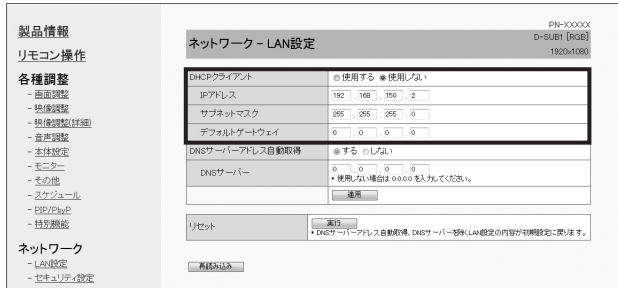 製品情報
リモコン操作
各種調整
- 画面調整
- 映像調整
- 映像調整(詳細)
- 音声調整
- 本体設定
- モニター
- その他
- スケジュール
- PIP/PbyP
- 特別機能
ネットワーク
- LAN設定
- セキュリティ設定
ネットワーク – LAN設定
PN-XXXXX
D-SUB1 [RGB]
1920x1080
DHCPクライアント 使用する 使用しない
IPアドレス 192 . 168 . 150 . 2
サブネットマスク 255 . 255 . 255 . 0
デフォルトゲートウェイ 0 . 0 . 0 . 0
DNSサーバーアドレス自動取得 する しない
DNSサーバー 0 . 0 . 0 . 0
* 使用しない場合は 0.0.0.0 を入力してください。
適用
リセット 実行
* DNSサーバーアドレス自動取得、DNSサーバーを除くLAN設定の内容が初期設定に戻ります。
再読み込み